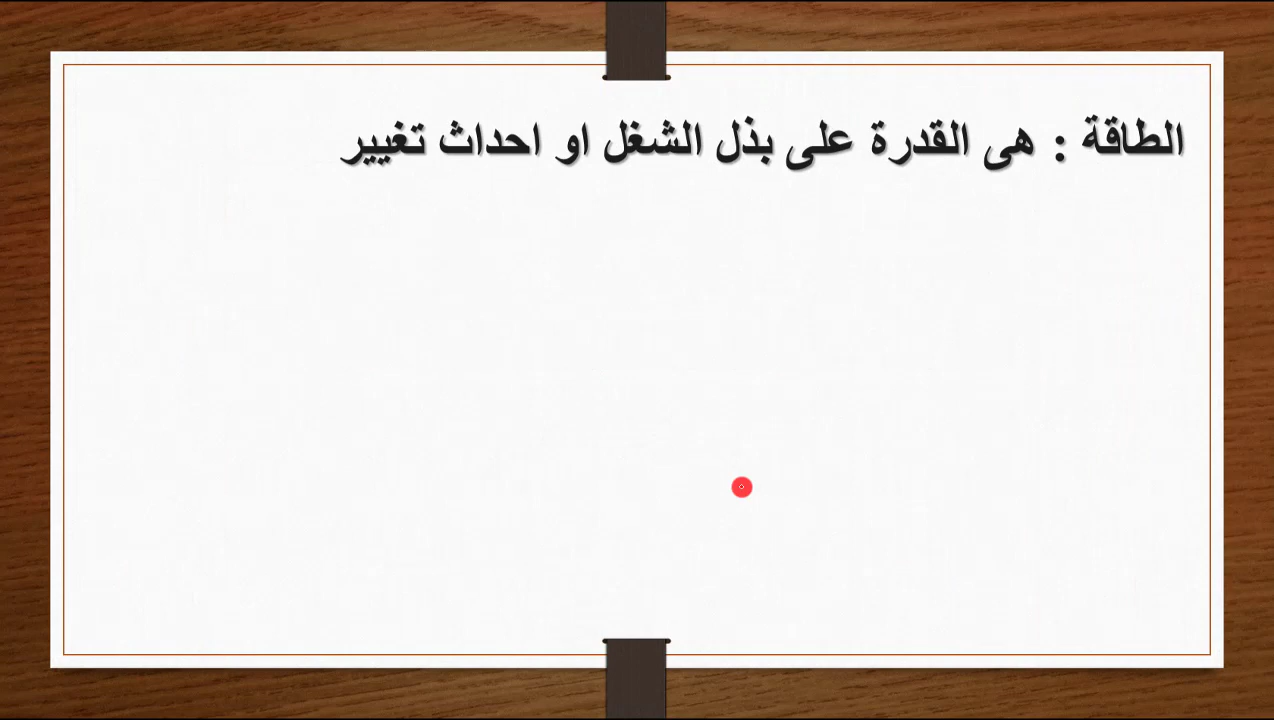 الطاقة : هى القدرة على بذل الشغل او احداث تغيير